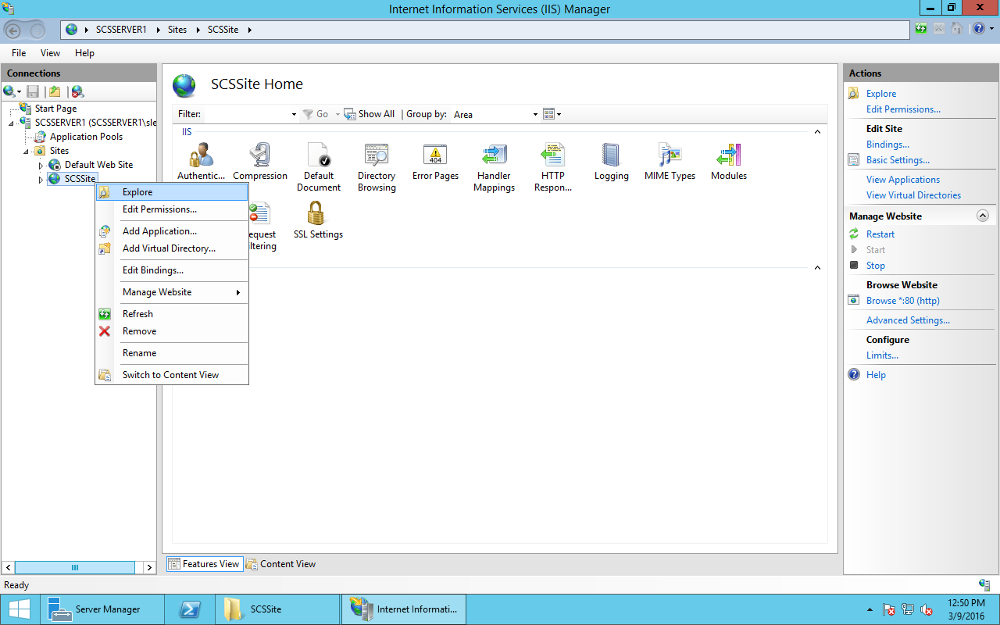 Internet Information Services (IIS) Manager
SCSSERVER1 Sites SCSSite
File View Help
Connections
Start Page
SCSSERVER1 (SCSSERVER1\sle
Application Pools
Sites
Default Web Site
SCSSite
Explore
Edit Permissions...
Add Application...
Add Virtual Directory...
Edit Bindings...
Manage Website
Refresh
Remove
Rename
Switch to Content View
SCSSite Home
Filter: Go Show All Group by: Area
IIS
Authentic...
Compression
Default
Document
Directory
Browsing
404
Error Pages
Handler
Mappings
HTTP
Respon...
Logging
MIME Types
Modules
equest
ltering
SSL Settings
Features View Content View
Actions
Explore
Edit Permissions...
Edit Site
Bindings...
Basic Settings...
View Applications
View Virtual Directories
Manage Website
Restart
Start
Stop
Browse Website
Browse *:80 (http)
Advanced Settings...
Configure
Limits...
Help
Ready
Server Manager
SCSSite
Internet Informati...
12:50 PM
3/9/2016